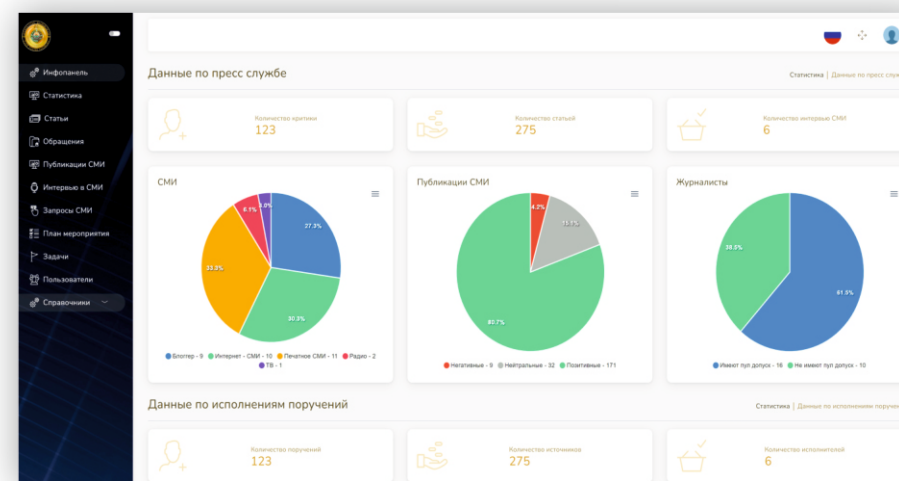 Инфопанель
Статистика
Статьи
Обращения
Публикации СМИ
Интервью в СМИ
Запросы СМИ
План мероприятия
Задачи
Пользователи
Справочники
Данные по пресс службе
Статистика | Данные по пресс служ
Количество критики
123
Количество статьей
275
Количество интервью СМИ
6
СМИ
27.3%
30.3%
33.3%
6.1%
3.0%
Блоггер - 9 Интернет - СМИ - 10 Печатное СМИ - 11 Радио - 2
ТВ - 1
Публикации СМИ
4.2%
15.1%
80.7%
Негативные - 9 Нейтральные - 32 Позитивные - 171
Журналисты
38.5%
61.5%
Имеют пул допуск - 16 Не имеют пул допуск - 10
Данные по исполнениям поручений
Статистика | Данные по исполнениям поручен
Количество поручений
123
Количество источников
275
Количество исполнителей
6